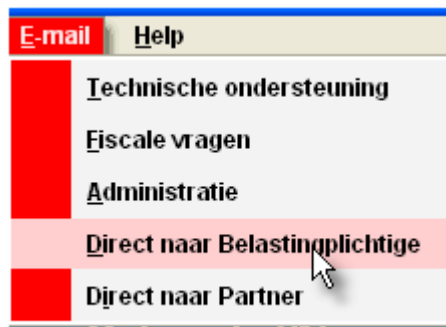 E-mail Help
Technische ondersteuning
Fiscale vragen
Administratie
Direct naar Belastingplichtige
Direct naar Partner